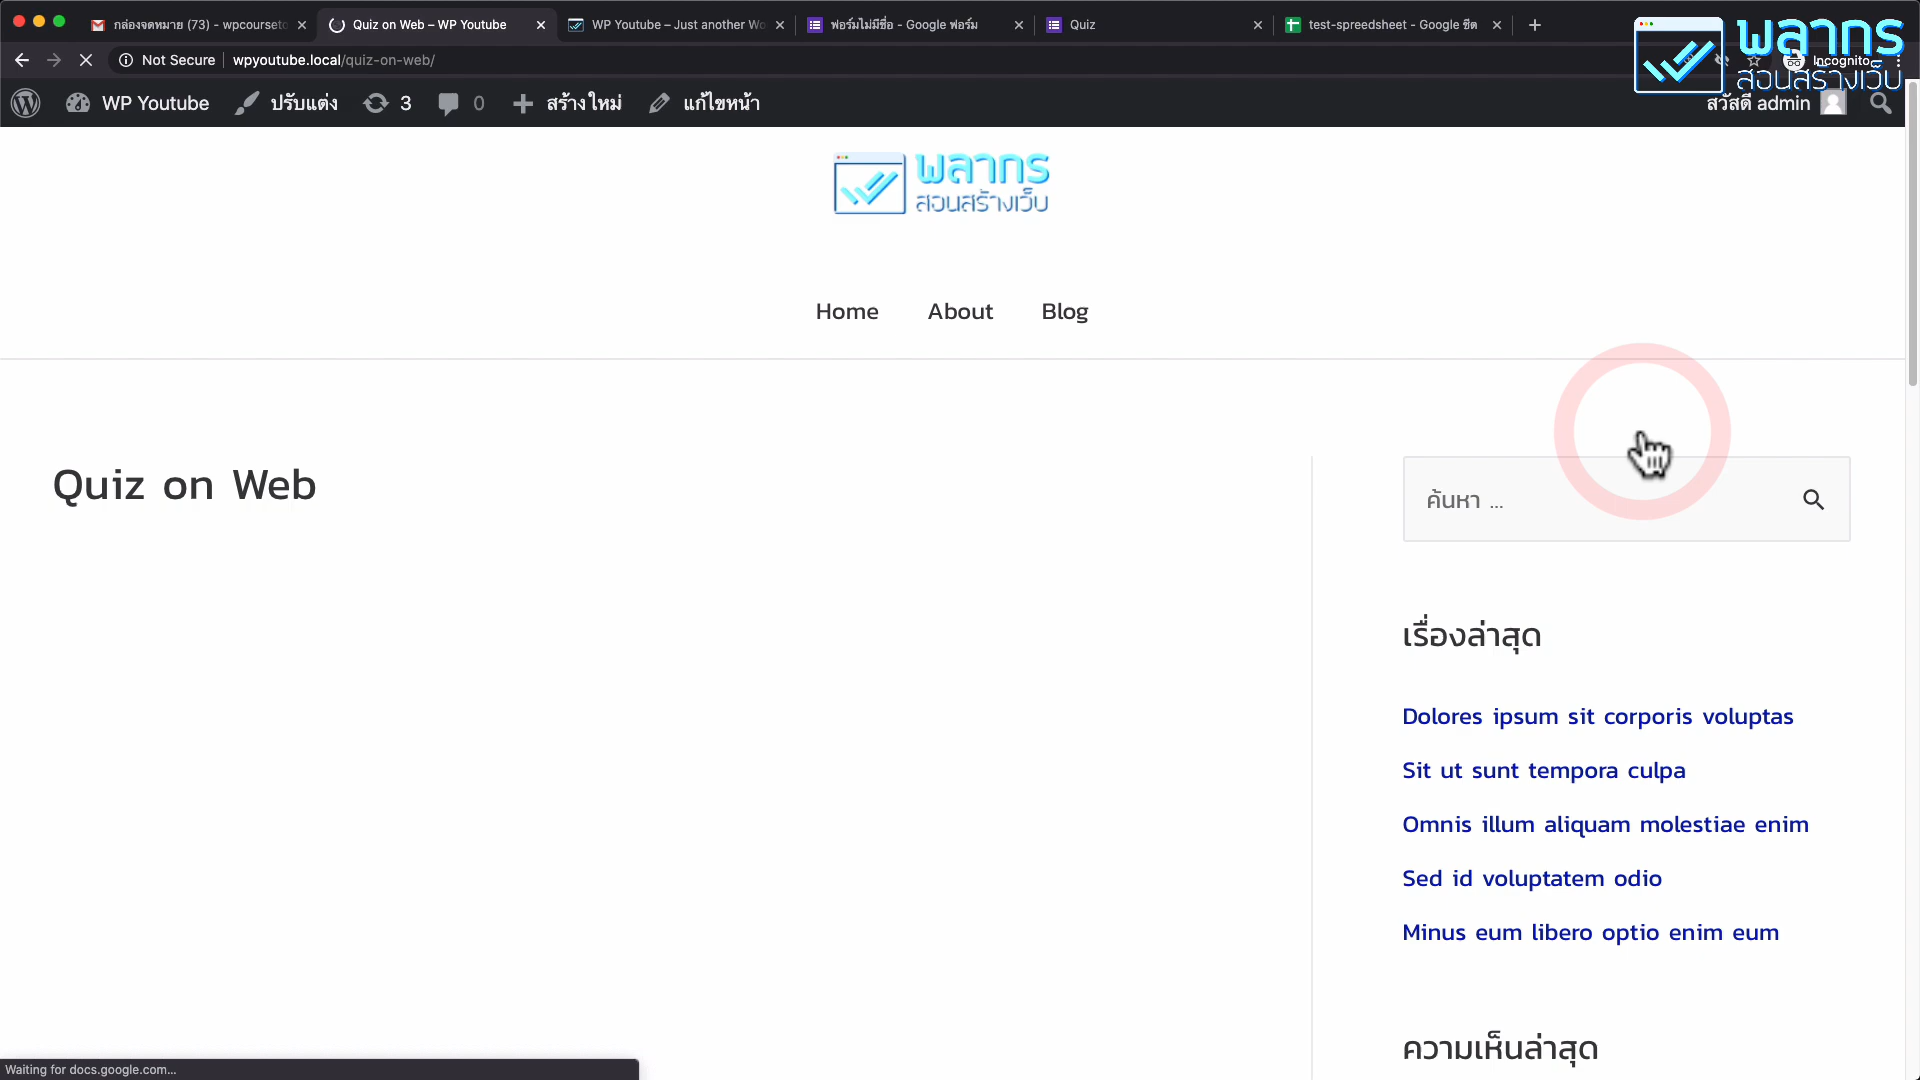 กล่องจดหมาย (73) - wpcourseto
Quiz on Web – WP Youtube
WP Youtube – Just another Wo
ฟอร์มไม่มีชื่อ - Google ฟอร์ม
Quiz
test-spreedsheet - Google ชีต
Not Secure
wpyoutube.local/quiz-on-web/
Incognito
พลากร
สอนสร้างเว็บ
WP Youtube
ปรับแต่ง
3
0
สร้างใหม่
แก้ไขหน้า
สวัสดี admin
พลากร
สอนสร้างเว็บ
Home
About
Blog
Quiz on Web
ค้นหา ...
เรื่องล่าสุด
Dolores ipsum sit corporis voluptas
Sit ut sunt tempora culpa
Omnis illum aliquam molestiae enim
Sed id voluptatem odio
Minus eum libero optio enim eum
ความเห็นล่าสุด
Waiting for docs.google.com...